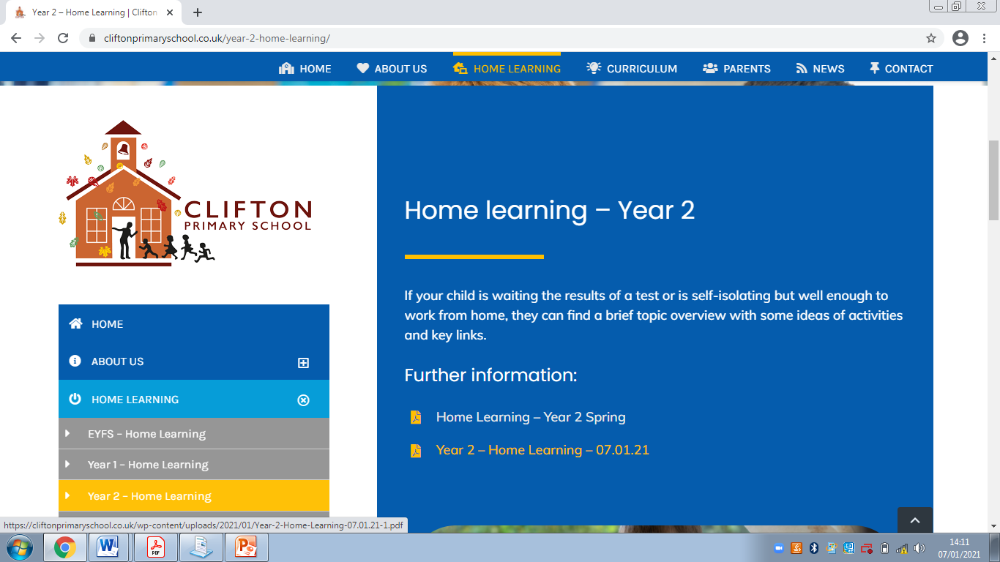 Year 2 – Home Learning | Clifton
cliftonprimaryschool.co.uk/year-2-home-learning/
HOME ABOUT US HOME LEARNING CURRICULUM PARENTS NEWS CONTACT
CLIFTON
PRIMARY SCHOOL
HOME
ABOUT US
HOME LEARNING
EYFS – Home Learning
Year 1 – Home Learning
Year 2 – Home Learning
Home learning – Year 2
If your child is waiting the results of a test or is self-isolating but well enough to
work from home, they can find a brief topic overview with some ideas of activities
and key links.
Further information:
Home Learning – Year 2 Spring
Year 2 – Home Learning – 07.01.21
https://cliftonprimaryschool.co.uk/wp-content/uploads/2021/01/Year-2-Home-Learning-07.01.21-1.pdf
PDF
14:11
07/01/2021